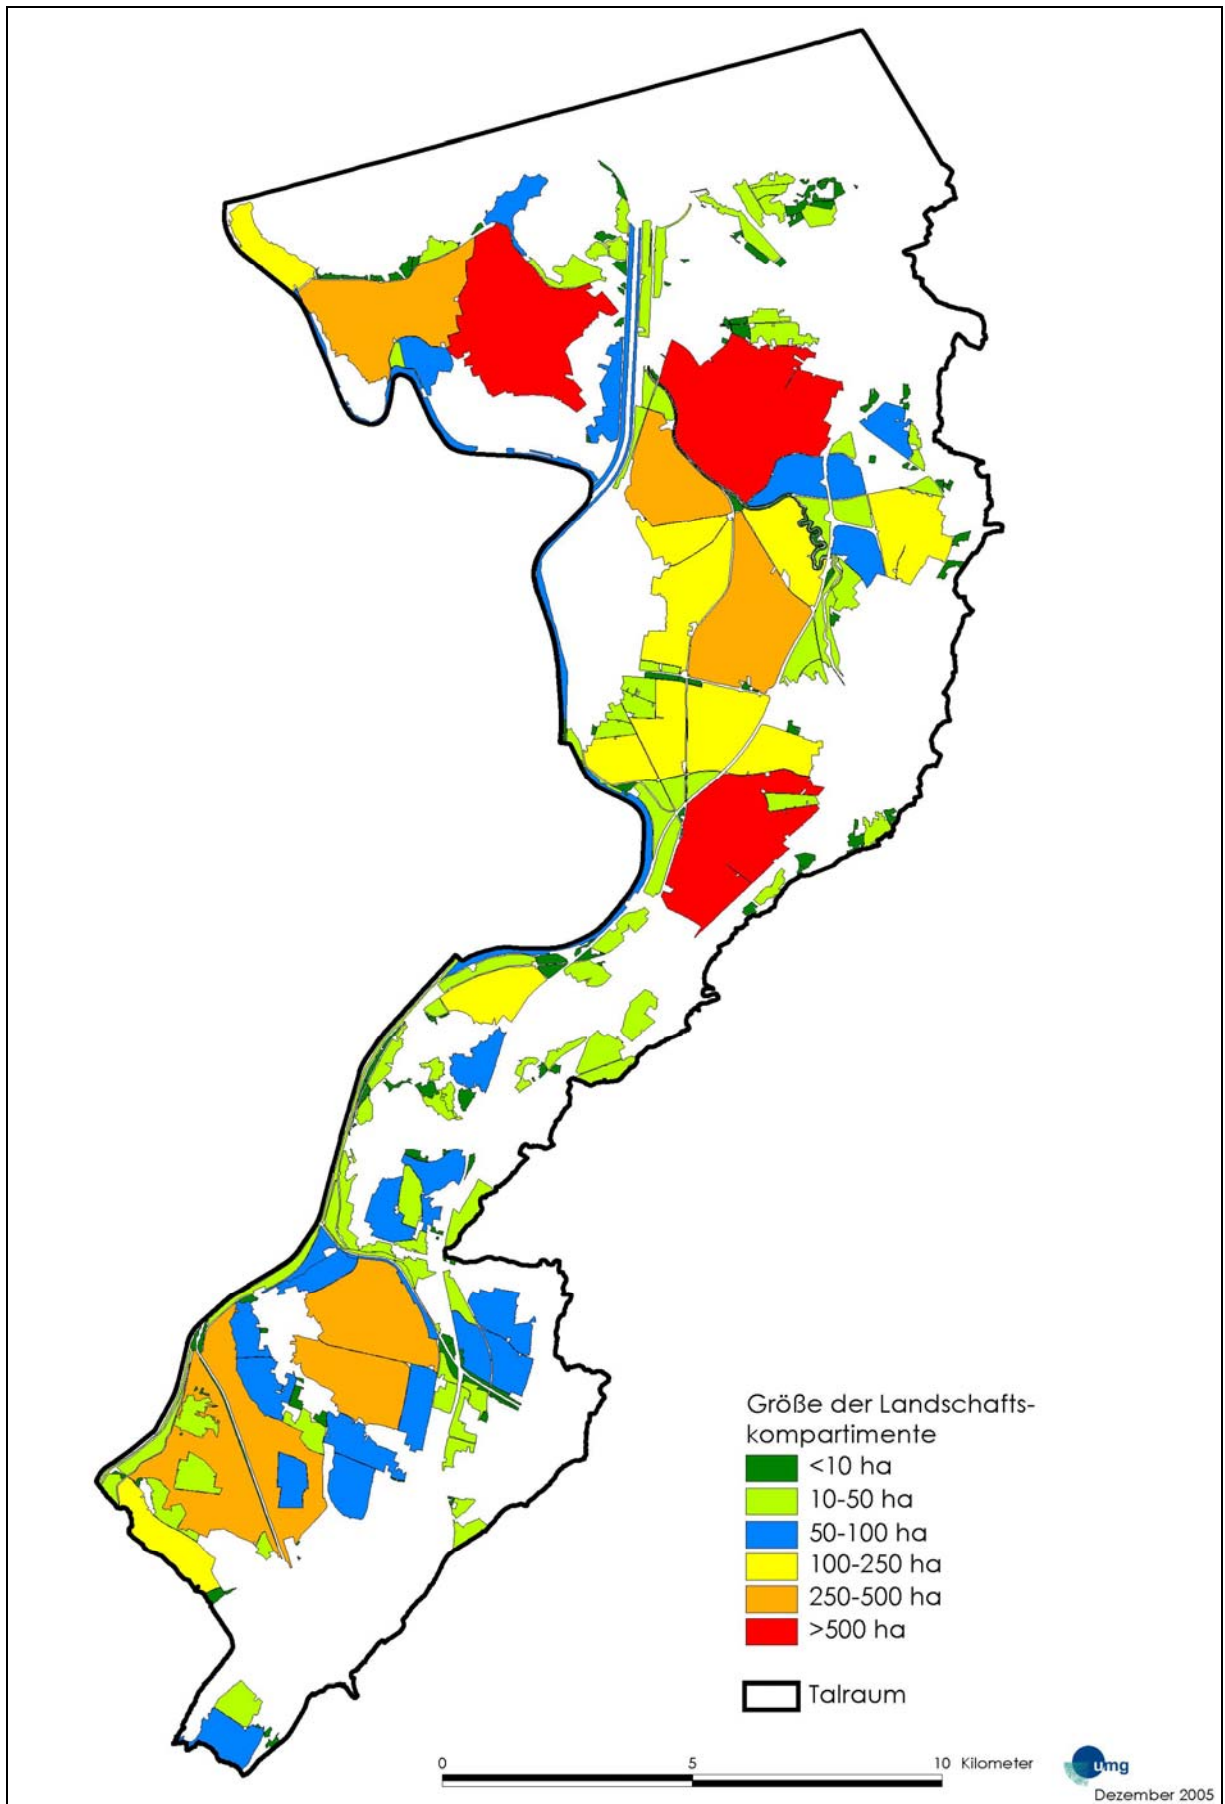 Größe der Landschafts-
kompartimente
<10 ha
10-50 ha
50-100 ha
100-250 ha
250-500 ha
>500 ha
Talraum
0 5 10 Kilometer
umg
Dezember 2005